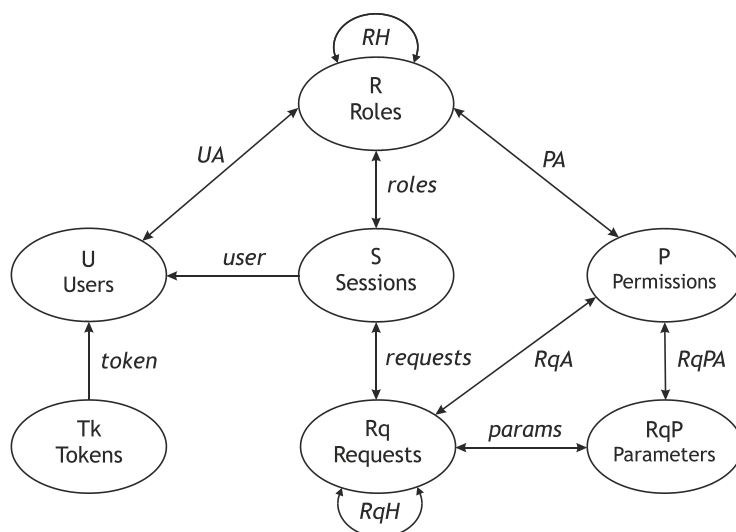 RH
R
Roles
UA
PA
roles
U
Users
user
S
Sessions
P
Permissions
token
requests
RqA
RqPA
Tk
Tokens
Rq
Requests
params
RqP
Parameters
RqH